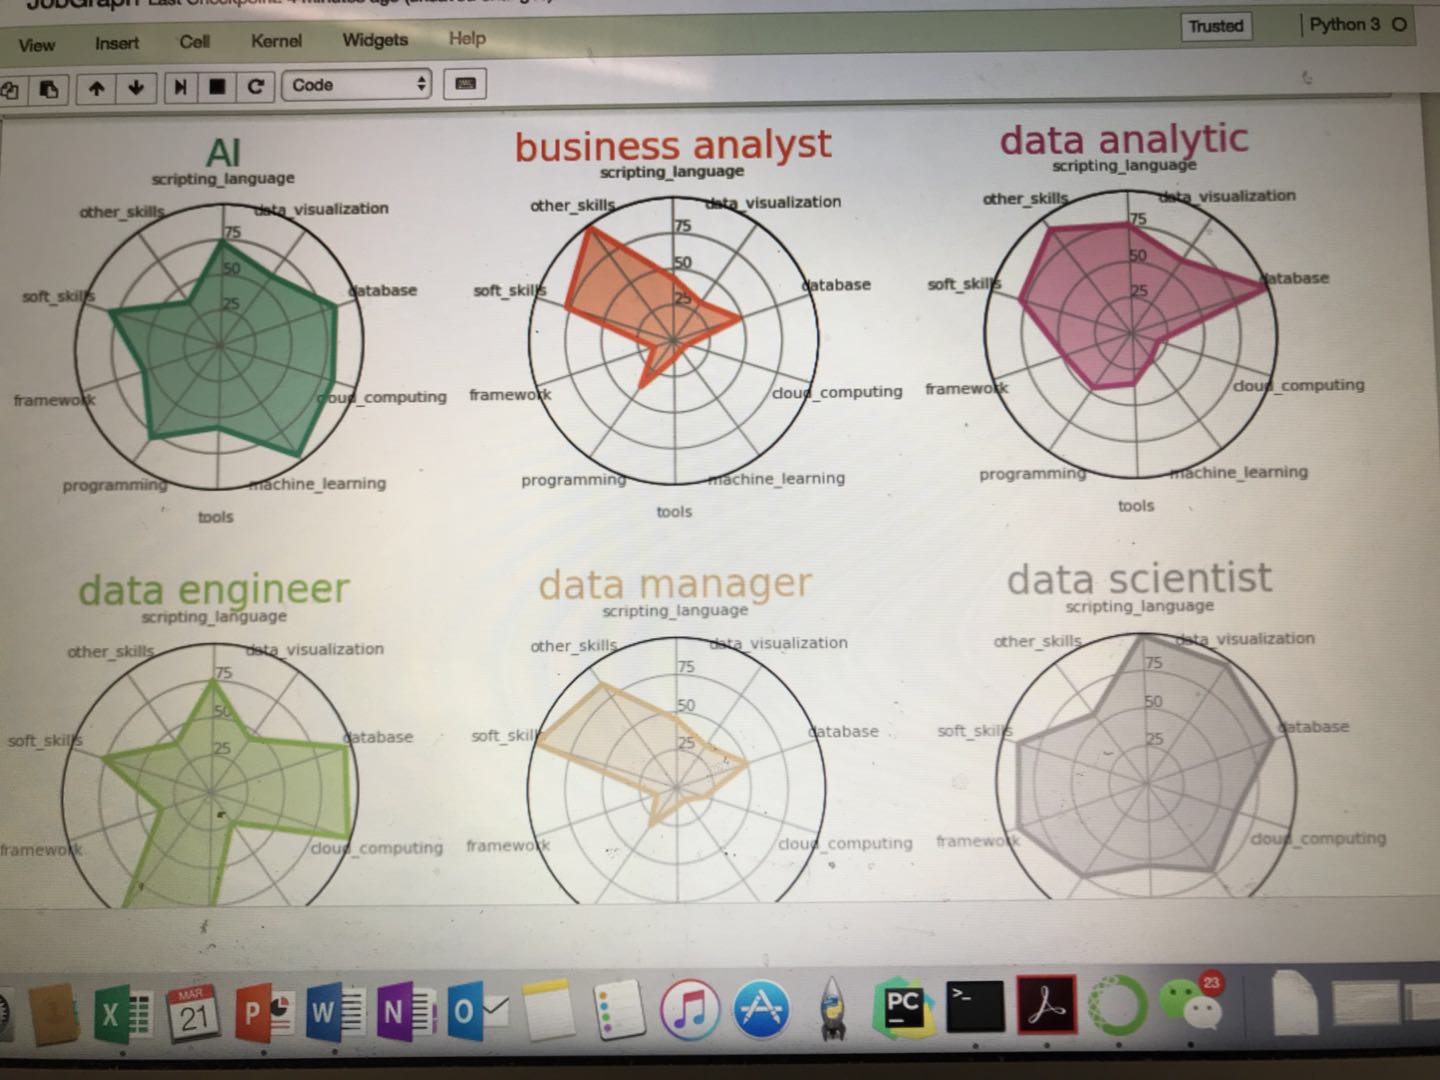 JobGraph
View Insert Cell Kernel Widgets Help
Trusted
Python 3
Code
AI
scripting_language
other_skills
data_visualization
75
50
25
soft_skills
database
framework
cloud_computing
programming
machine_learning
tools
business analyst
scripting_language
other_skills
data_visualization
75
50
25
soft_skills
database
framework
cloud_computing
programming
machine_learning
tools
data analytic
scripting_language
other_skills
data_visualization
75
50
25
soft_skills
database
framework
cloud_computing
programming
machine_learning
tools
data engineer
scripting_language
other_skills
data_visualization
75
50
25
soft_skills
database
framework
cloud_computing
data manager
scripting_language
other_skills
data_visualization
75
50
25
soft_skills
database
framework
cloud_computing
data scientist
scripting_language
other_skills
data_visualization
75
50
25
soft_skills
database
framework
cloud_computing
X
MAR
21
P
W
N
O
PC
>_
23